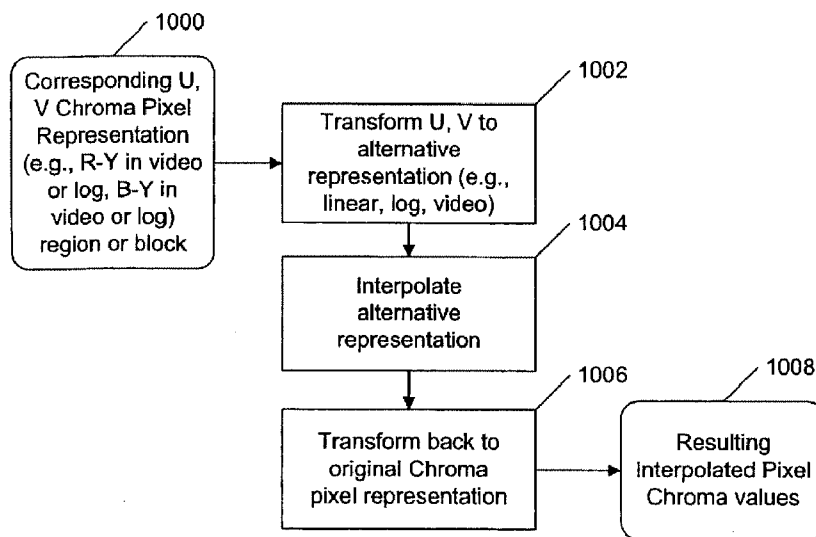 1000
Corresponding U,
V Chroma Pixel
Representation
(e.g., R-Y in video
or log, B-Y in
video or log)
region or block
1002
Transform U, V to
alternative
representation (e.g.,
linear, log, video)
1004
Interpolate
alternative
representation
1006
Transform back to
original Chroma
pixel representation
1008
Resulting
Interpolated Pixel
Chroma values